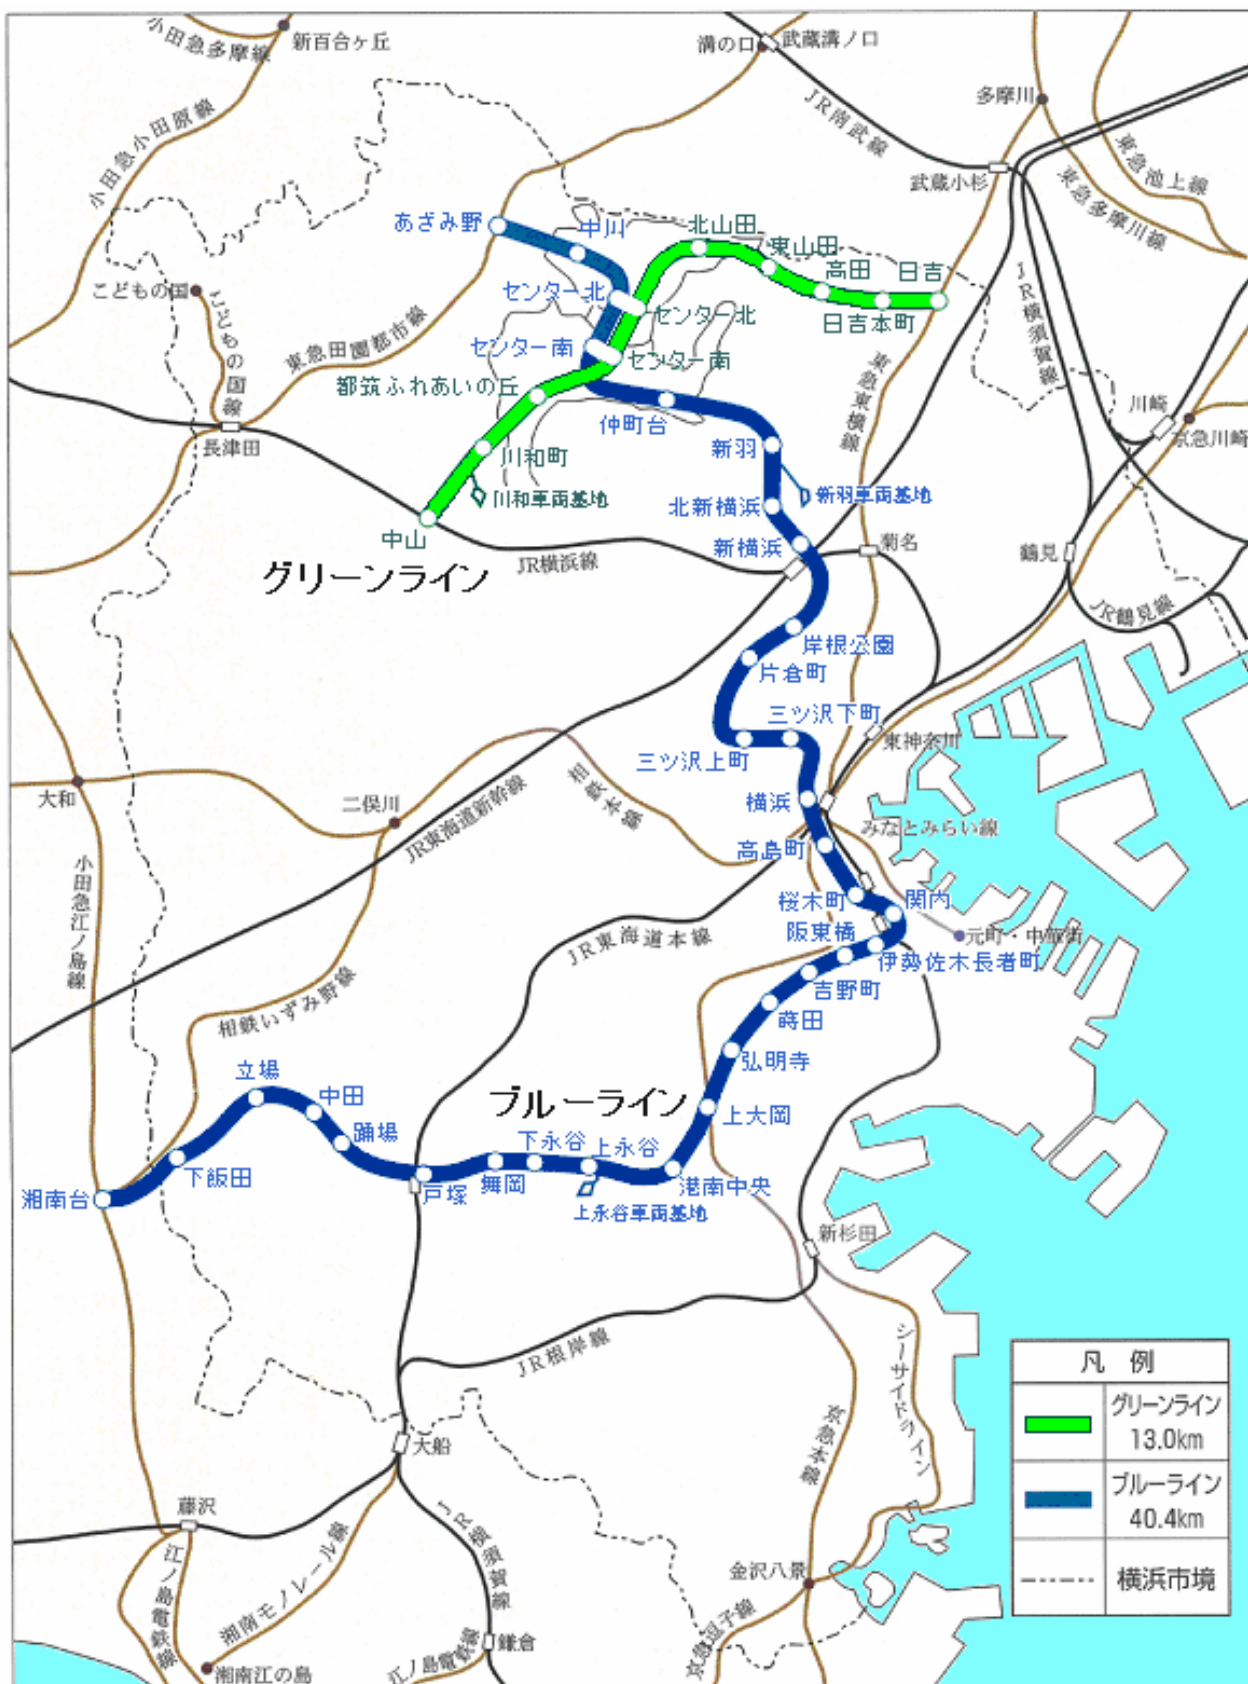 小田急多摩線
新百合ヶ丘
溝の口
武蔵溝ノ口
JR南武線
多摩川
東急池上線
東急多摩川線
武蔵小杉
小田急小田原線
あざみ野
中川
北山田
東山田
高田
日吉
こどもの国
こどもの国線
センター北
センター北
日吉本町
JR横須賀線
東急田園都市線
センター南
センター南
東急東横線
都筑ふれあいの丘
仲町台
川崎
京急川崎
長津田
川和町
新羽
川和車両基地
新羽車両基地
北新横浜
中山
新横浜
菊名
鶴見
JR横浜線
グリーンライン
JR鶴見線
岸根公園
片倉町
三ツ沢下町
東神奈川
三ツ沢上町
大和
二俣川
JR東海道新幹線
相鉄本線
横浜
みなとみらい線
高島町
小田急江ノ島線
桜木町
関内
JR東海道本線
阪東橋
元町・中華街
伊勢佐木長者町
吉野町
相鉄いずみ野線
蒔田
弘明寺
立場
中田
ブルーライン
上大岡
踊場
下永谷
上永谷
下飯田
戸塚
舞岡
港南中央
湘南台
上永谷車両基地
新杉田
シーサイドライン
JR根岸線
凡例
グリーンライン
13.0km
ブルーライン
40.4km
横浜市境
大船
京急本線
藤沢
JR横須賀線
江ノ島電鉄線
湘南モノレール線
金沢八景
京急逗子線
鎌倉
江ノ島電鉄線
湘南江の島